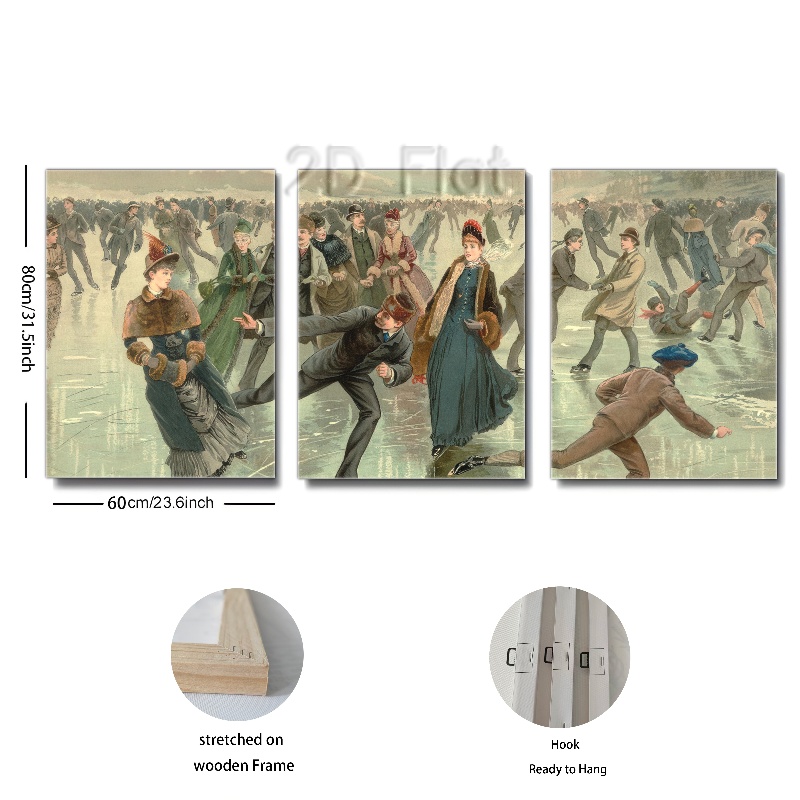 2D Flat
80cm/31.5inch
60cm/23.6inch
stretched on
wooden Frame
Hook
Ready to Hang